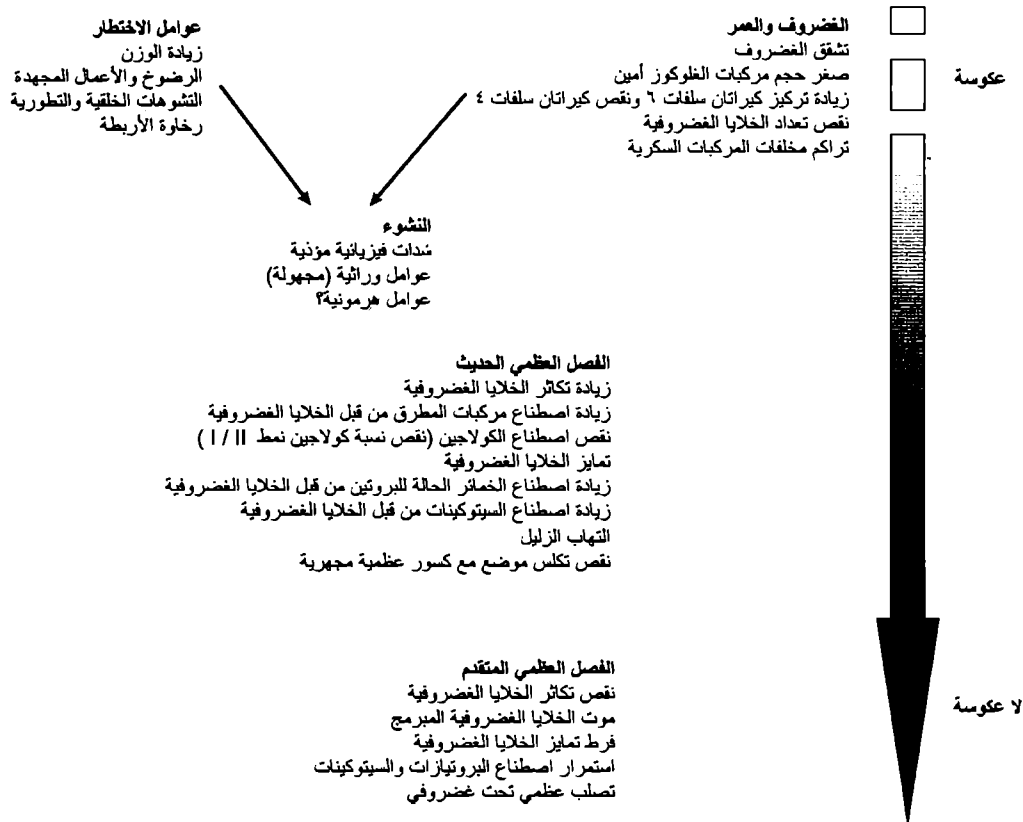 الغضروف والعمر
تشقق الغضروف
صغر حجم مركبات الغلوكوز أمين
زيادة تركيز كيراتان سلفات ٦ ونقص كيراتان سلفات ٤
نقص تعداد الخلايا الغضروفية
تراكم مخلفات المركبات السكرية
عوامل الاختطار
زيادة الوزن
الرضوخ والأعمال المجهدة
التشوهات الخلقية والتطورية
رخاوة الأربطة
عكوسة
النشوء
شدات فيزيائية مؤذية
عوامل وراثية (مجهولة)
عوامل هرمونية؟
الفصل العظمي الحديث
زيادة تكاثر الخلايا الغضروفية
زيادة اصطناع مركبات المطرق من قبل الخلايا الغضروفية
نقص اصطناع الكولاجين (نقص نسبة كولاجين نمط I / II )
تمايز الخلايا الغضروفية
زيادة اصطناع الخمائر الحالة للبروتين من قبل الخلايا الغضروفية
زيادة اصطناع السيتوكينات من قبل الخلايا الغضروفية
التهاب الزليل
نقص تكلس موضع مع كسور عظمية مجهرية
الفصل العظمي المتقدم
نقص تكاثر الخلايا الغضروفية
موت الخلايا الغضروفية المبرمج
فرط تمايز الخلايا الغضروفية
استمرار اصطناع البروتيازات والسيتوكينات
تصلب عظمي تحت غضروفي
لا عكوسة